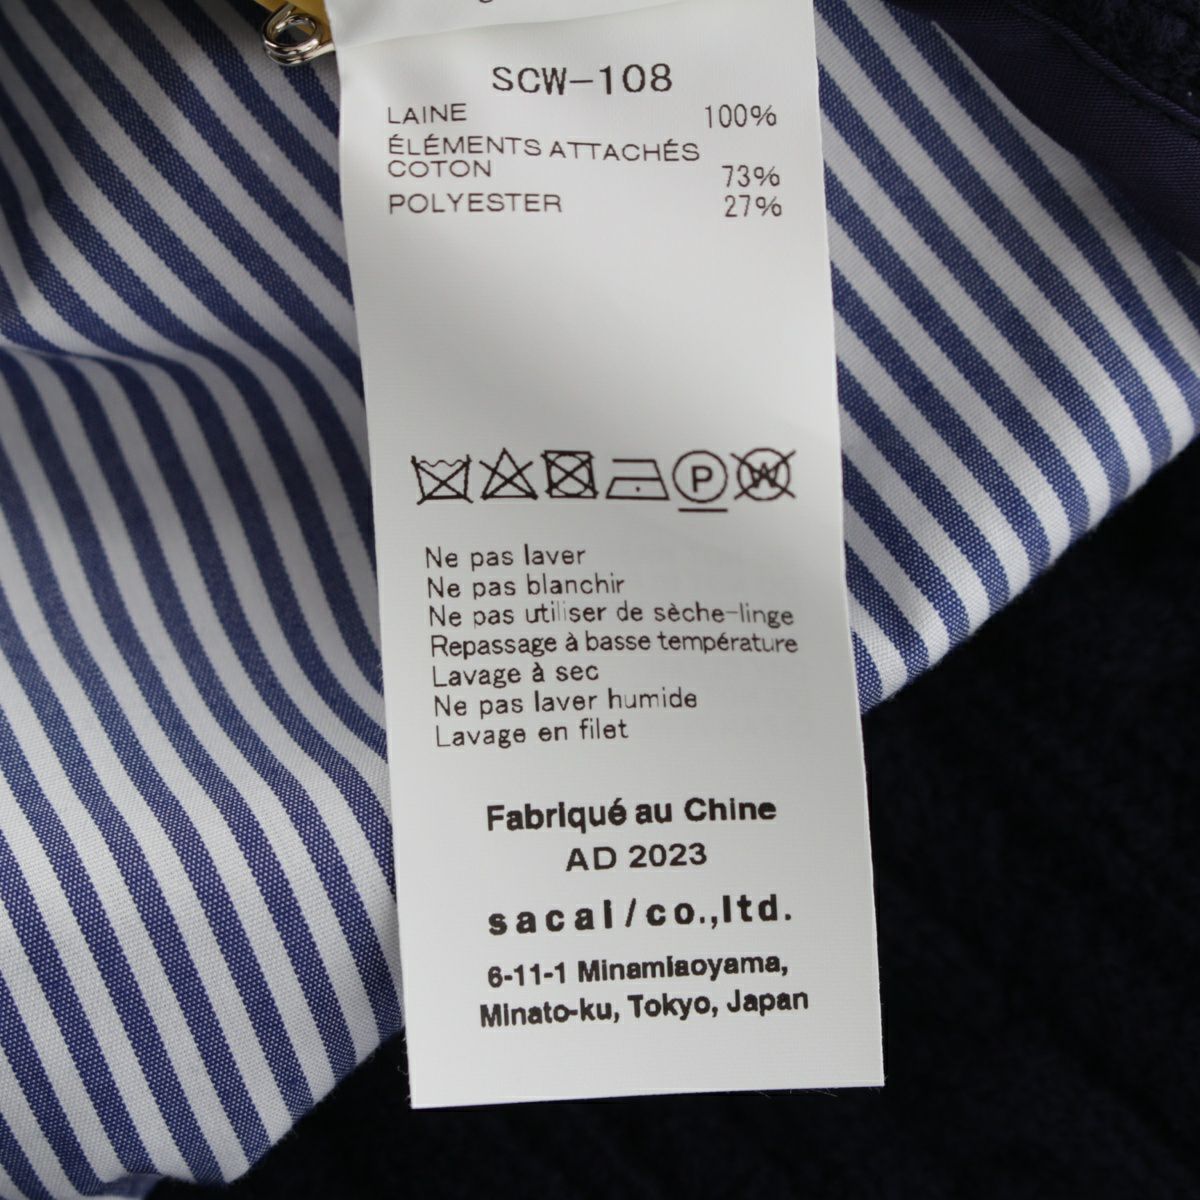 SCW-108
LAINE 100%
ÉLÉMENTS ATTACHÉS
COTON 73%
POLYESTER 27%
P W
Ne pas laver
Ne pas blanchir
Ne pas utiliser de sèche-linge
Repassage à basse température
Lavage à sec
Ne pas laver humide
Lavage en filet
Fabriqué au Chine
AD 2023
sacai/co.,ltd.
6-11-1 Minamiaoyama,
Minato-ku, Tokyo, Japan